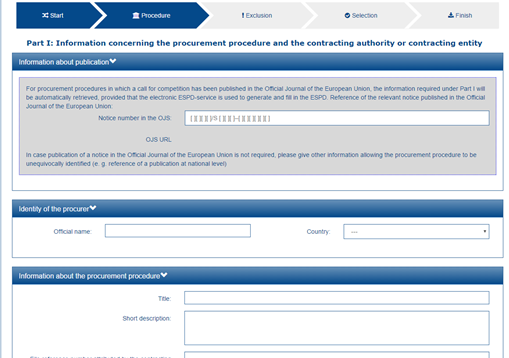 Start
Procedure
Exclusion
Selection
Finish
Part I: Information concerning the procurement procedure and the contracting authority or contracting entity
Information about publication
For procurement procedures in which a call for competition has been published in the Official Journal of the European Union, the information required under Part I will
be automatically retrieved, provided that the electronic ESPD-service is used to generate and fill in the ESPD. Reference of the relevant notice published in the Official
Journal of the European Union:
Notice number in the OJS:
[ ][ ][ ][ ]/S [ ][ ][ ]–[ ][ ][ ][ ][ ][ ][ ]
OJS URL
In case publication of a notice in the Official Journal of the European Union is not required, please give other information allowing the procurement procedure to be
unequivocally identified (e. g. reference of a publication at national level)
Identity of the procurer
Official name:
Country:
---
Information about the procurement procedure
Title:
Short description: